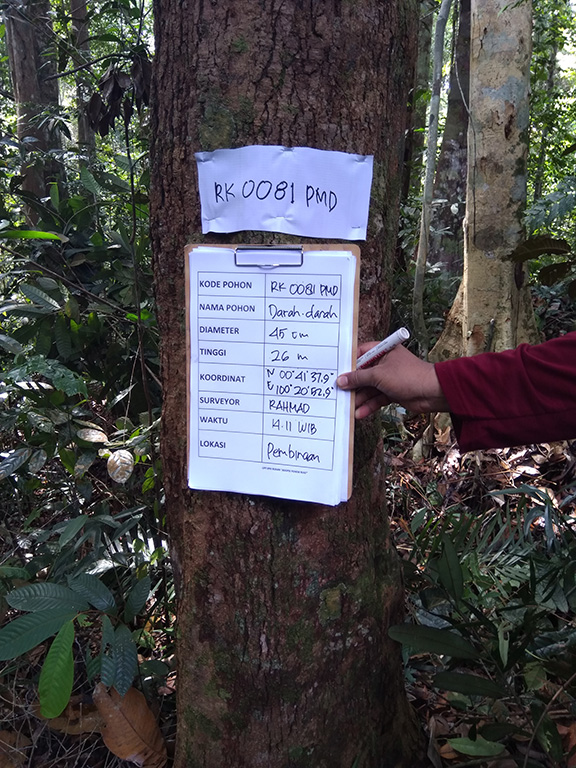 RK 0081 PMD
KODE POHON RK 0081 PMD
NAMA POHON Darah-darah
DIAMETER 45 cm
TINGGI 26 m
KOORDINAT N 00°41'37.9"
E 100°20'52.9"
SURVEYOR RAHMAD
WAKTU 14.11 WIB
LOKASI Pembinaan